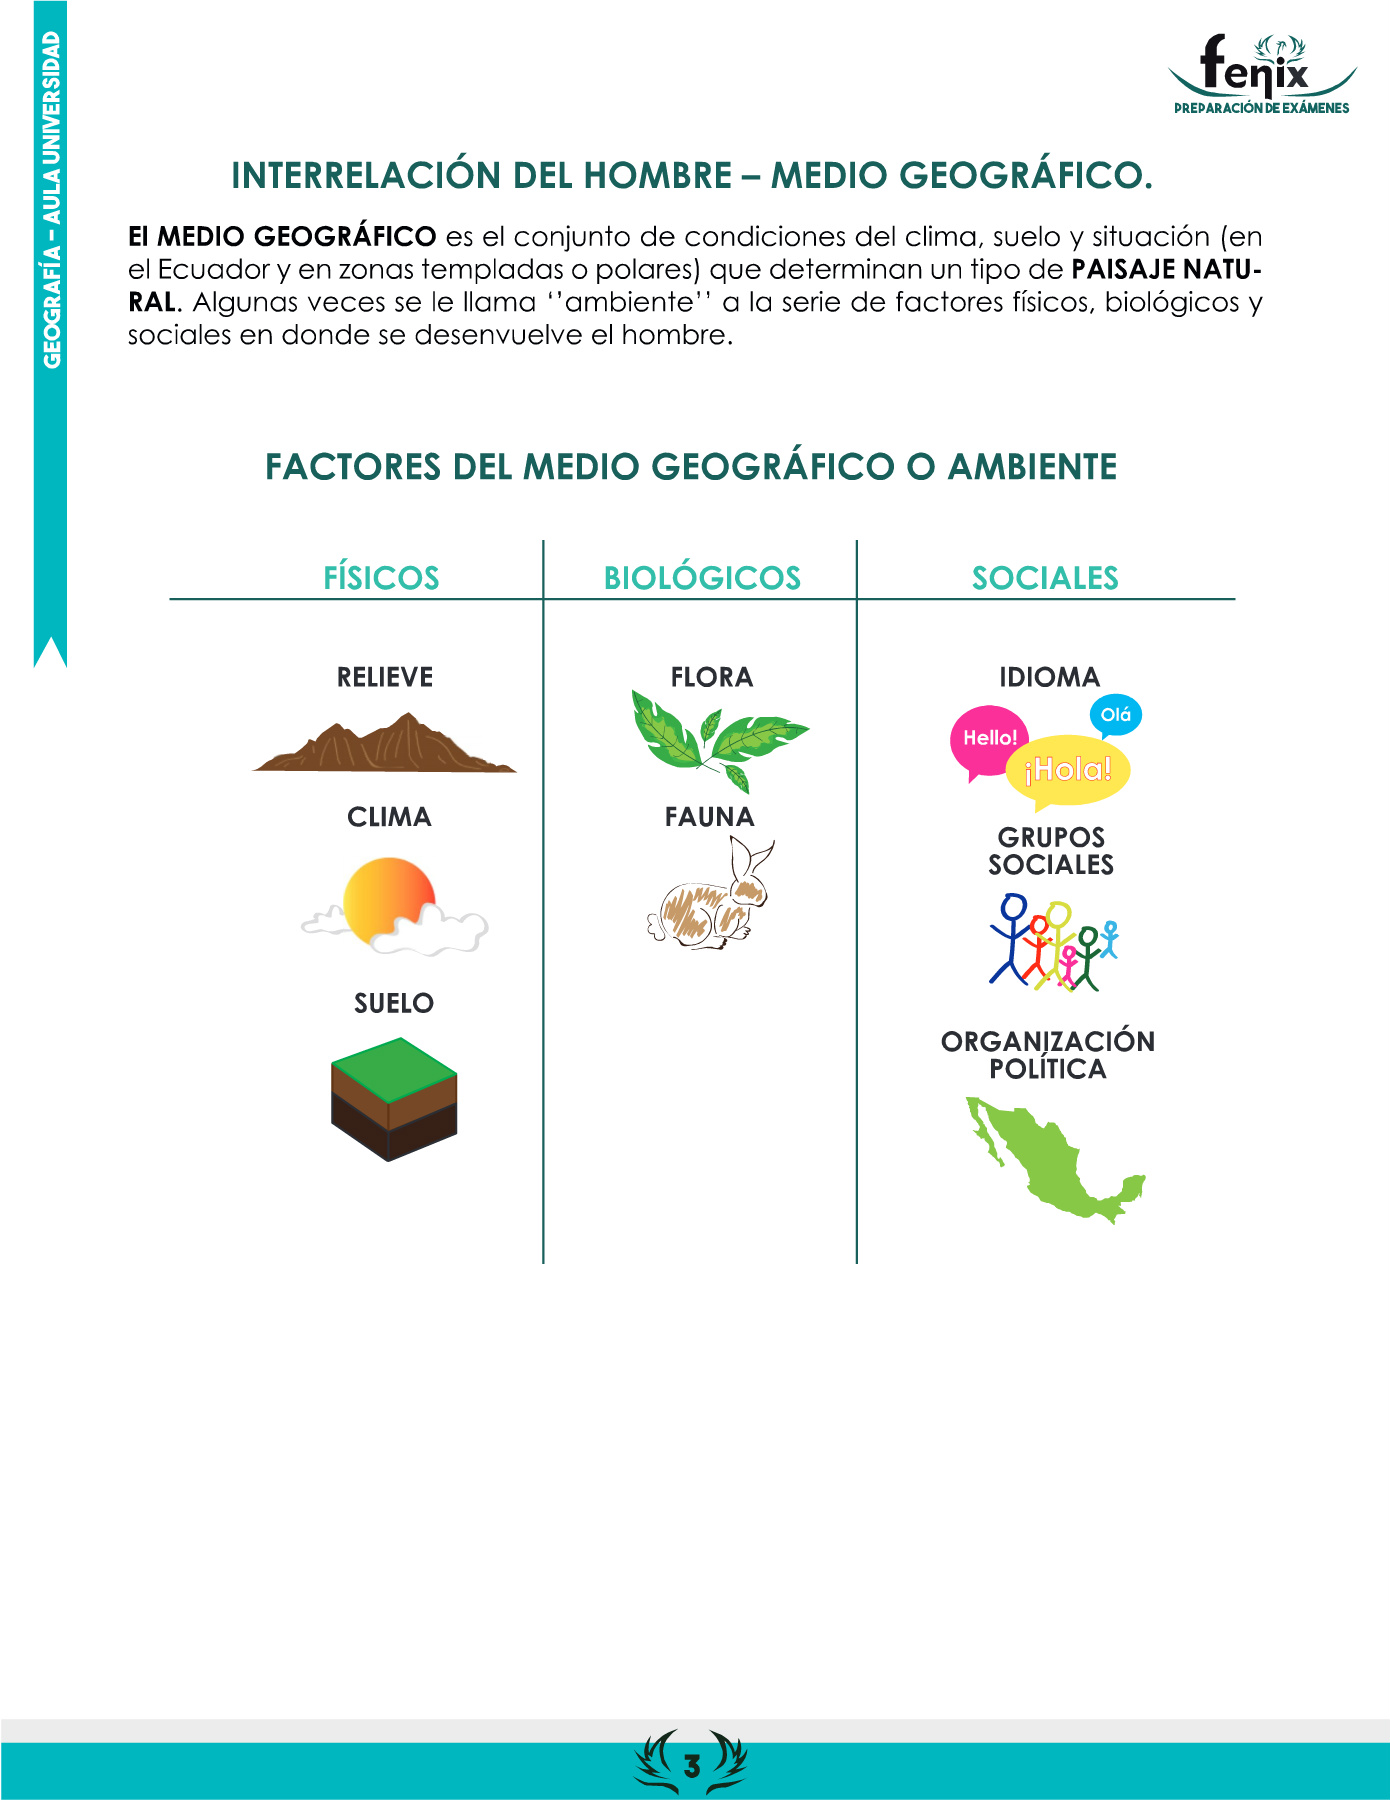 GEOGRAFÍA - AULA UNIVERSIDAD
fenix
PREPARACIÓN DE EXÁMENES
INTERRELACIÓN DEL HOMBRE – MEDIO GEOGRÁFICO.
El MEDIO GEOGRÁFICO es el conjunto de condiciones del clima, suelo y situación (en
el Ecuador y en zonas templadas o polares) que determinan un tipo de PAISAJE NATU-
RAL. Algunas veces se le llama ‘’ambiente’’ a la serie de factores físicos, biológicos y
sociales en donde se desenvuelve el hombre.
FACTORES DEL MEDIO GEOGRÁFICO O AMBIENTE
FÍSICOS
RELIEVE
CLIMA
SUELO
BIOLÓGICOS
FLORA
FAUNA
SOCIALES
IDIOMA
Hello!
Olá
¡Hola!
GRUPOS
SOCIALES
ORGANIZACIÓN
POLÍTICA
3